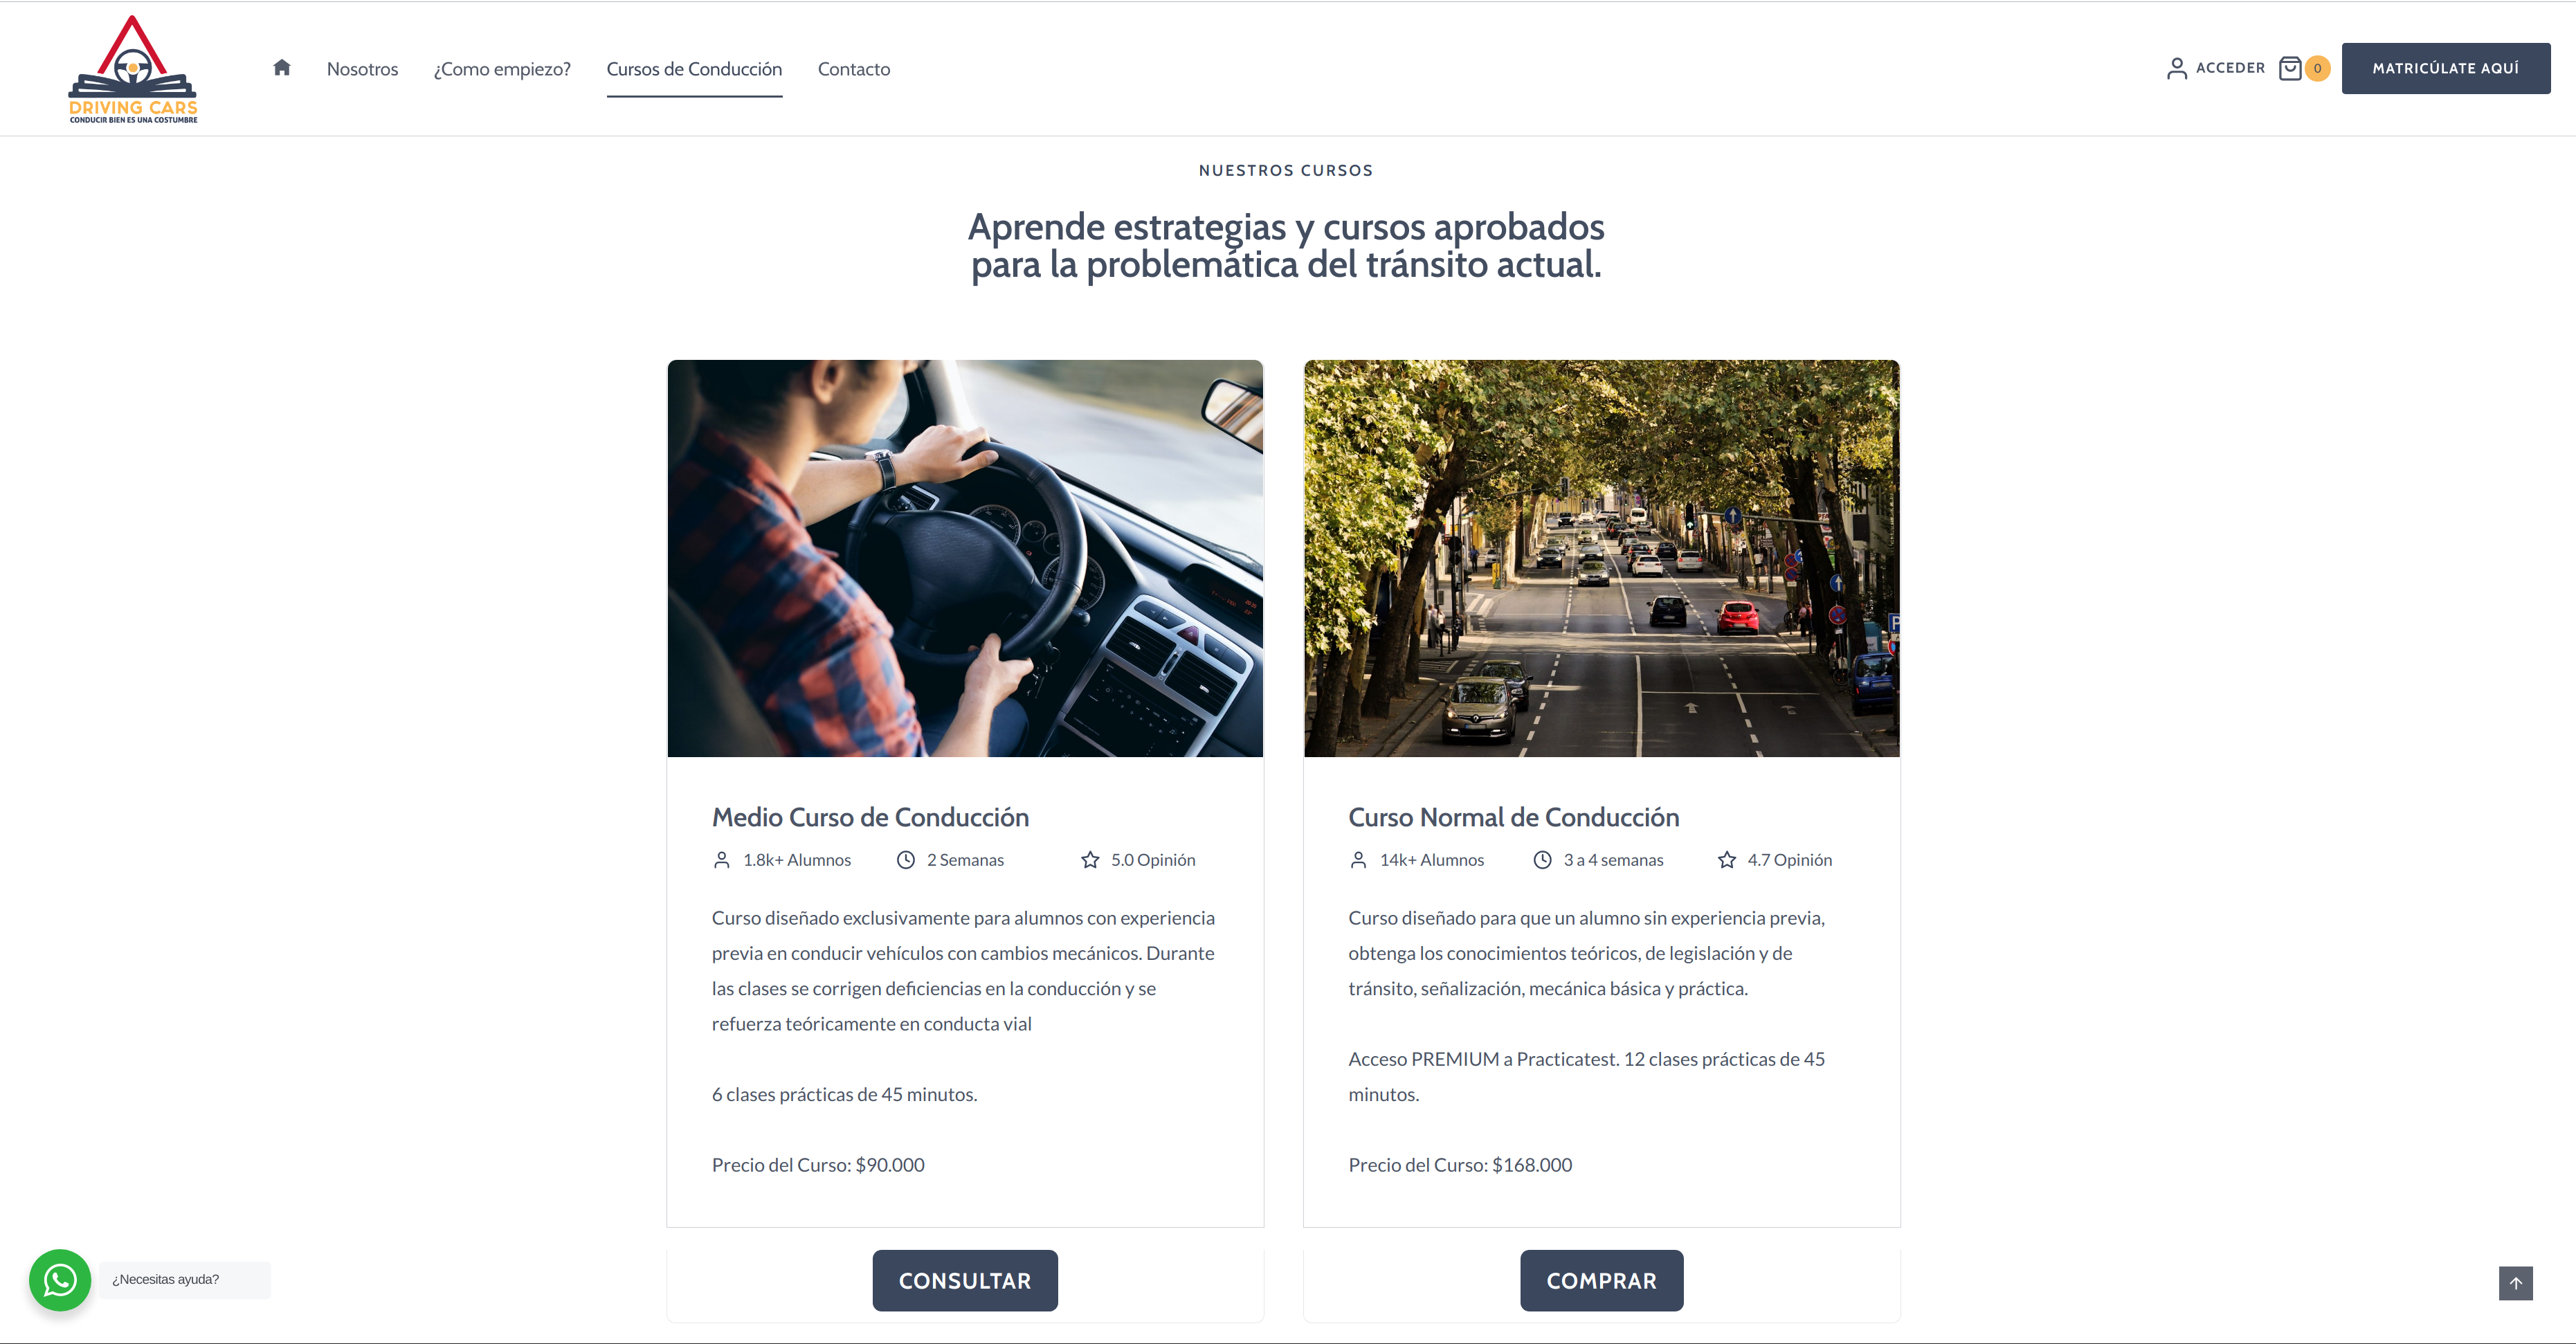 DRIVING CARS
CONDUCIR BIEN ES UNA COSTUMBRE
Nosotros
¿Como empiezo?
Cursos de Conducción
Contacto
ACCEDER
0
MATRICÚLATE AQUÍ
NUESTROS CURSOS
Aprende estrategias y cursos aprobados
para la problemática del tránsito actual.
Medio Curso de Conducción
1.8k+ Alumnos
2 Semanas
5.0 Opinión
Curso diseñado exclusivamente para alumnos con experiencia
previa en conducir vehículos con cambios mecánicos. Durante
las clases se corrigen deficiencias en la conducción y se
refuerza teóricamente en conducta vial
6 clases prácticas de 45 minutos.
Precio del Curso: $90.000
CONSULTAR
P
Curso Normal de Conducción
14k+ Alumnos
3 a 4 semanas
4.7 Opinión
Curso diseñado para que un alumno sin experiencia previa,
obtenga los conocimientos teóricos, de legislación y de
tránsito, señalización, mecánica básica y práctica.
Acceso PREMIUM a Practicatest. 12 clases prácticas de 45
minutos.
Precio del Curso: $168.000
COMPRAR
¿Necesitas ayuda?